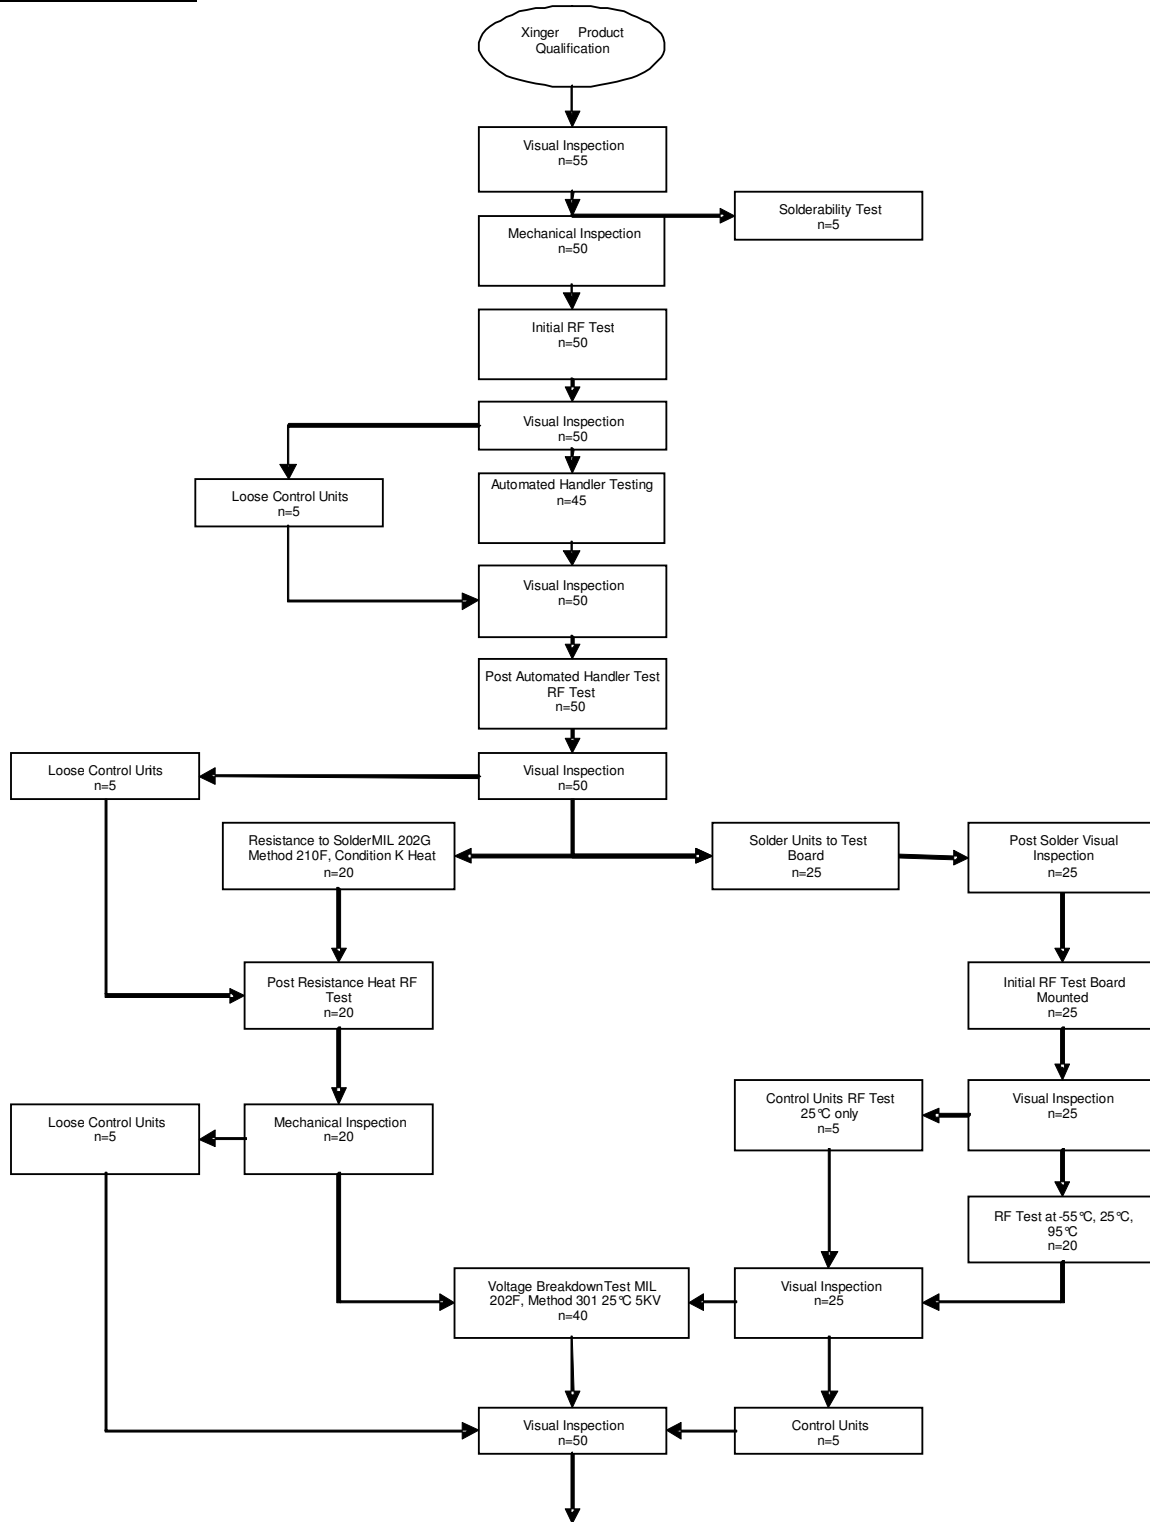 Xinger Product
Qualification
Visual Inspection
n=55
Solderability Test
n=5
Mechanical Inspection
n=50
Initial RF Test
n=50
Visual Inspection
n=50
Loose Control Units
n=5
Automated Handler Testing
n=45
Visual Inspection
n=50
Post Automated Handler Test
RF Test
n=50
Loose Control Units
n=5
Visual Inspection
n=50
Resistance to SolderMIL 202G
Method 210F, Condition K Heat
n=20
Solder Units to Test
Board
n=25
Post Solder Visual
Inspection
n=25
Post Resistance Heat RF
Test
n=20
Initial RF Test Board
Mounted
n=25
Loose Control Units
n=5
Mechanical Inspection
n=20
Control Units RF Test
25°C only
n=5
Visual Inspection
n=25
RF Test at -55°C, 25°C,
95°C
n=20
Voltage BreakdownTest MIL
202F, Method 301 25°C 5KV
n=40
Visual Inspection
n=25
Visual Inspection
n=50
Control Units
n=5